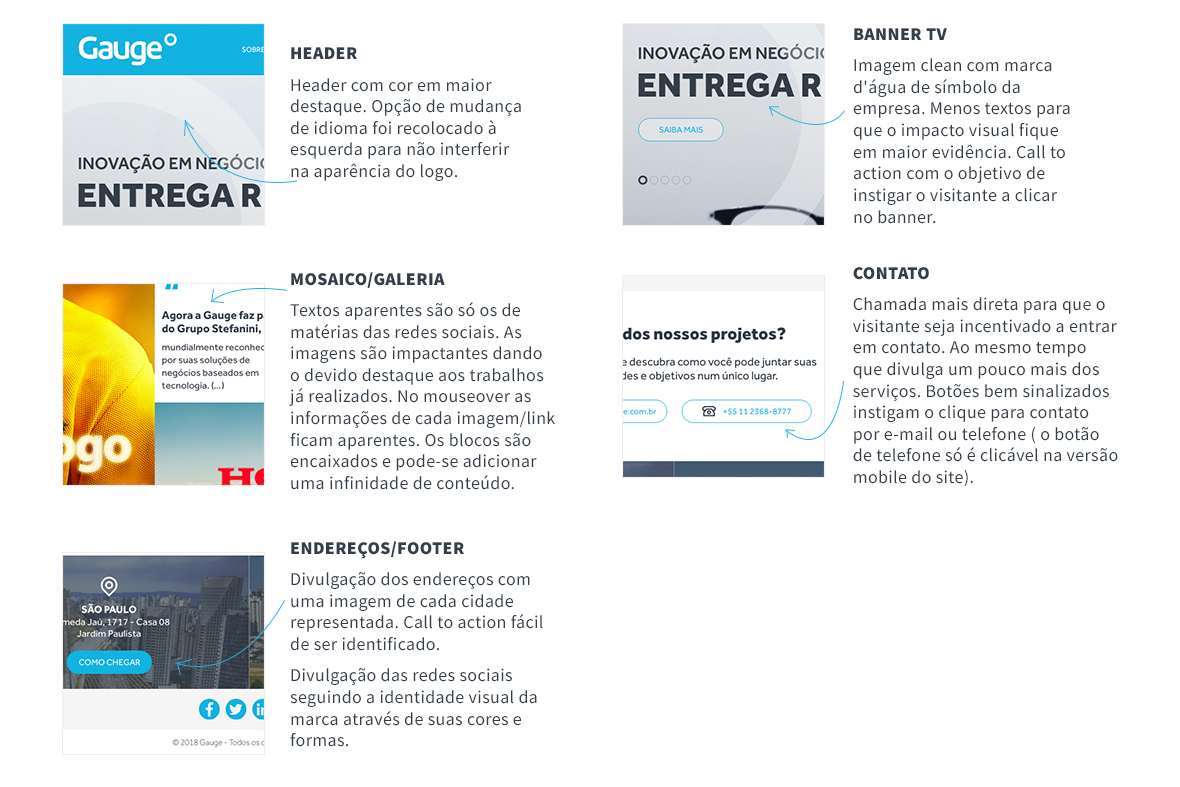 Gauge
SOBRE
INOVAÇÃO EM NEGÓCI
ENTREGA R
HEADER
Header com cor em maior
destaque. Opção de mudança
de idioma foi recolocado à
esquerda para não interferir
na aparência do logo.
INOVAÇÃO EM NEGÓCI
ENTREGA R
SAIBA MAIS
BANNER TV
Imagem clean com marca
d'água de símbolo da
empresa. Menos textos para
que o impacto visual fique
em maior evidência. Call to
action com o objetivo de
instigar o visitante a clicar
no banner.
Agora a Gauge faz p
do Grupo Stefanini,
mundialmente reconhec
por suas soluções de
negócios baseados em
tecnologia. (...)
ogo
HO
MOSAICO/GALERIA
Textos aparentes são só os de
matérias das redes sociais. As
imagens são impactantes dando
o devido destaque aos trabalhos
já realizados. No mouseover as
informações de cada imagem/link
ficam aparentes. Os blocos são
encaixados e pode-se adicionar
uma infinidade de conteúdo.
dos nossos projetos?
e descubra como você pode juntar suas
des e objetivos num único lugar.
e.com.br
+55 11 2368-8777
CONTATO
Chamada mais direta para que o
visitante seja incentivado a entrar
em contato. Ao mesmo tempo
que divulga um pouco mais dos
serviços. Botões bem sinalizados
instigam o clique para contato
por e-mail ou telefone ( o botão
de telefone só é clicável na versão
mobile do site).
SÃO PAULO
meda Jaú, 1717 - Casa 08
Jardim Paulista
COMO CHEGAR
© 2018 Gauge - Todos os d
ENDEREÇOS/FOOTER
Divulgação dos endereços com
uma imagem de cada cidade
representada. Call to action fácil
de ser identificado.
Divulgação das redes sociais
seguindo a identidade visual da
marca através de suas cores e
formas.